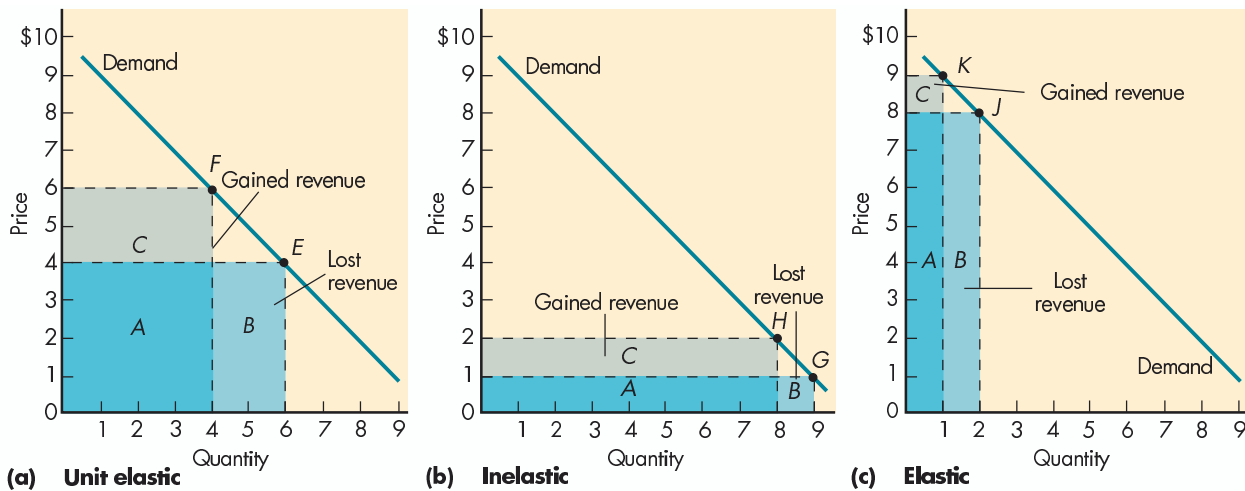 $10
9
8
7
6
5
4
3
2
1
0
Price
Demand
F
Gained revenue
E
Lost
revenue
C
A
B
1 2 3 4 5 6 7 8 9
Quantity
(a) Unit elastic
$10
9
8
7
6
5
4
3
2
1
0
Price
Demand
Gained revenue
Lost
revenue
H
G
C
A
B
1 2 3 4 5 6 7 8 9
Quantity
(b) Inelastic
$10
9
8
7
6
5
4
3
2
1
0
Price
K
C
Gained revenue
J
A
B
Lost
revenue
Demand
1 2 3 4 5 6 7 8 9
Quantity
(c) Elastic